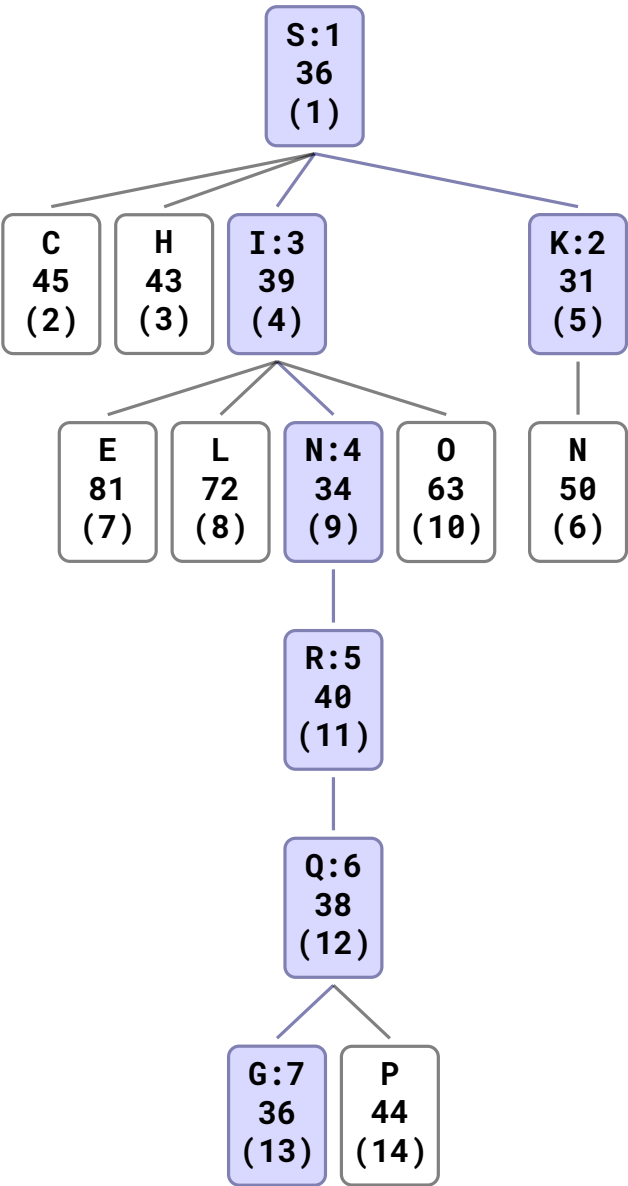 S:1
36
(1)
C
45
(2)
H
43
(3)
I:3
39
(4)
K:2
31
(5)
E
81
(7)
L
72
(8)
N:4
34
(9)
O
63
(10)
N
50
(6)
R:5
40
(11)
Q:6
38
(12)
G:7
36
(13)
P
44
(14)